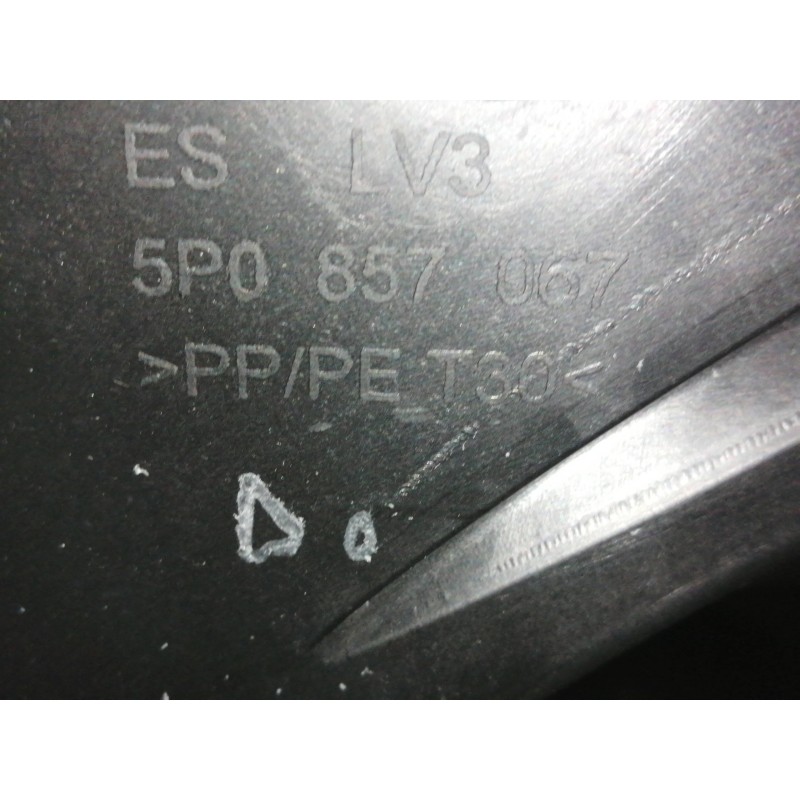 ES LV3
5P0 857 067
>PP/PE T30<